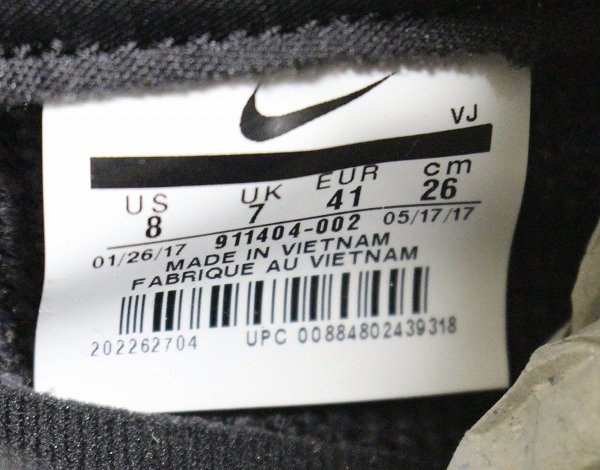 VJ
US UK EUR cm
8 7 41 26
01/26/17 911404-002 05/17/17
MADE IN VIETNAM
FABRIQUE AU VIETNAM
202262704 UPC 00884802439318